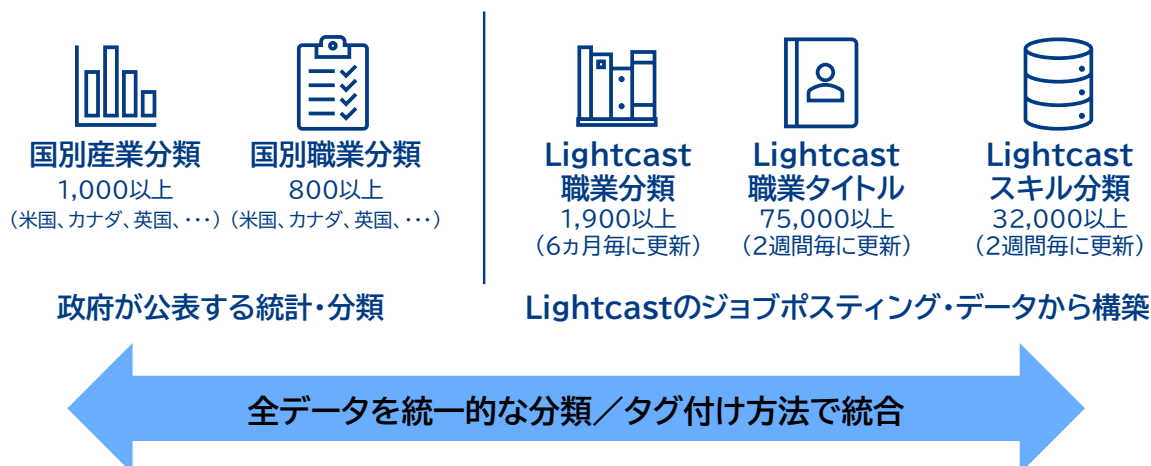 国別産業分類
1,000以上
（米国、カナダ、英国、･･･）
国別職業分類
800以上
（米国、カナダ、英国、･･･）
政府が公表する統計・分類
Lightcast
職業分類
1,900以上
（6ヵ月毎に更新）
Lightcast
職業タイトル
75,000以上
（2週間毎に更新）
Lightcast
スキル分類
32,000以上
（2週間毎に更新）
Lightcastのジョブポスティング・データから構築
全データを統一的な分類／タグ付け方法で統合